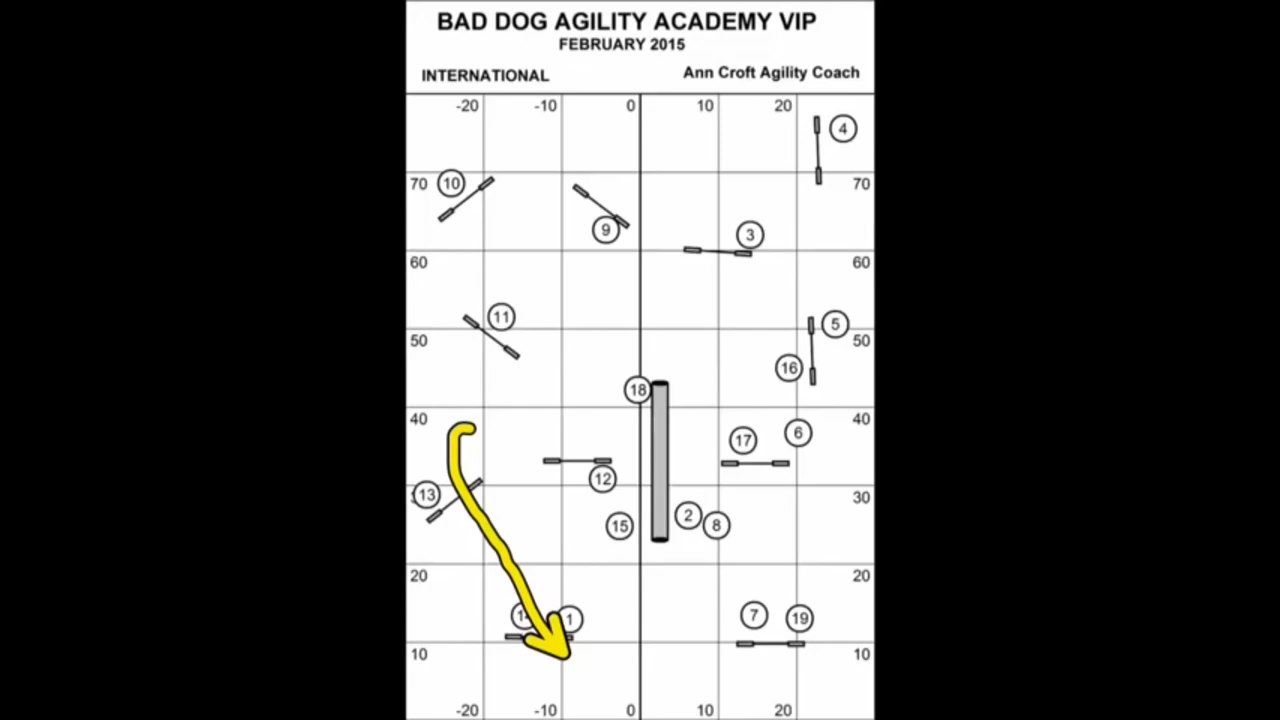 BAD DOG AGILITY ACADEMY VIP
FEBRUARY 2015
INTERNATIONAL
Ann Croft Agility Coach
-20 -10 0 10 20
4
70 10 70
9 3
60 60
11 5
50 50
16
18
40 40
17 6
12
13 30
15 2 8
20 20
1 7 19
10 10
-20 -10 0 10 20